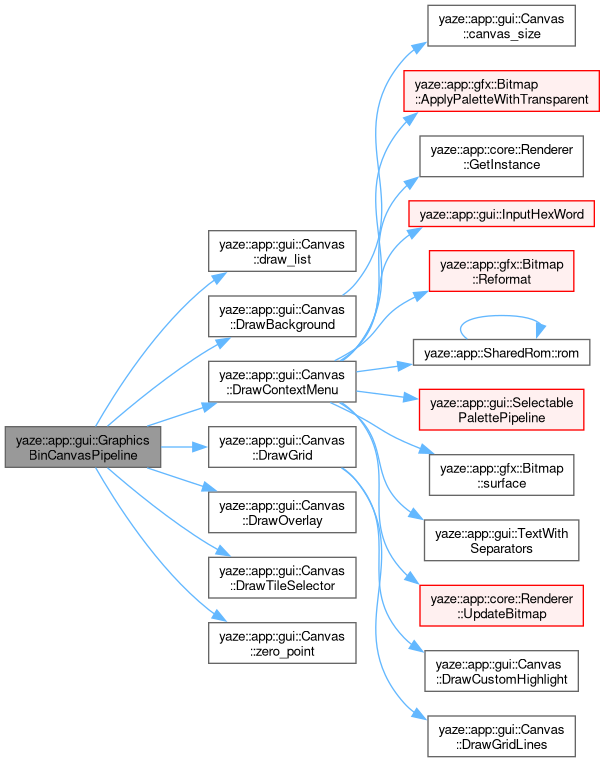 yaze::app::gui::Graphics
BinCanvasPipeline
yaze::app::gui::Canvas
::draw_list
yaze::app::gui::Canvas
::DrawBackground
yaze::app::gui::Canvas
::DrawContextMenu
yaze::app::gui::Canvas
::DrawGrid
yaze::app::gui::Canvas
::DrawOverlay
yaze::app::gui::Canvas
::DrawTileSelector
yaze::app::gui::Canvas
::zero_point
yaze::app::gui::Canvas
::canvas_size
yaze::app::gfx::Bitmap
::ApplyPaletteWithTransparent
yaze::app::core::Renderer
::GetInstance
yaze::app::gui::InputHexWord
yaze::app::gfx::Bitmap
::Reformat
yaze::app::SharedRom::rom
yaze::app::gui::Selectable
PalettePipeline
yaze::app::gfx::Bitmap
::surface
yaze::app::gui::TextWith
Separators
yaze::app::core::Renderer
::UpdateBitmap
yaze::app::gui::Canvas
::DrawCustomHighlight
yaze::app::gui::Canvas
::DrawGridLines